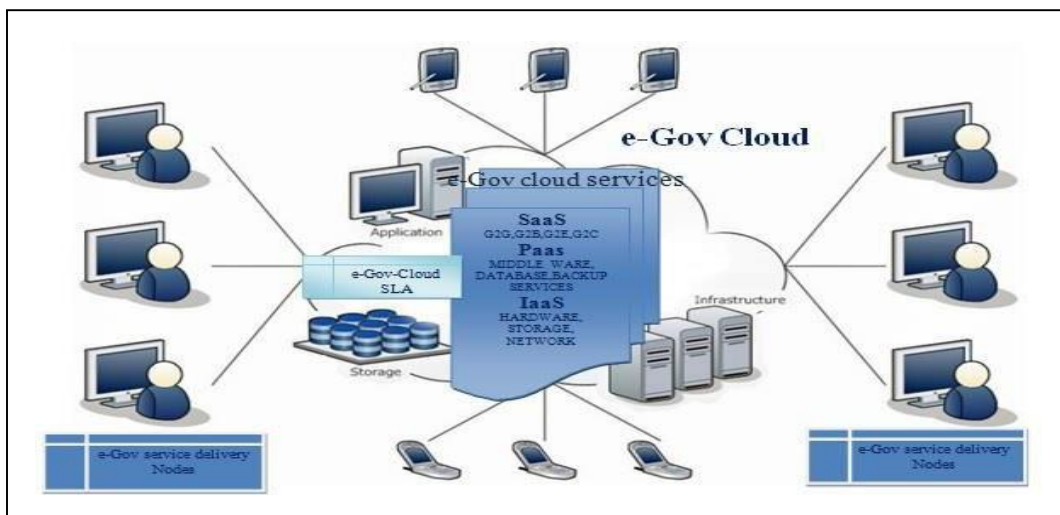 e-Gov Cloud
e-Gov cloud services
SaaS
G2G,G2B,G2E,G2C
Paas
MIDDLE WARE,
DATABASE,BACKUP
SERVICES
IaaS
HARDWARE,
STORAGE,
NETWORK
Application
e-Gov-Cloud
SLA
Storage
Infrastructure
e-Gov service delivery
Nodes
e-Gov service delivery
Nodes